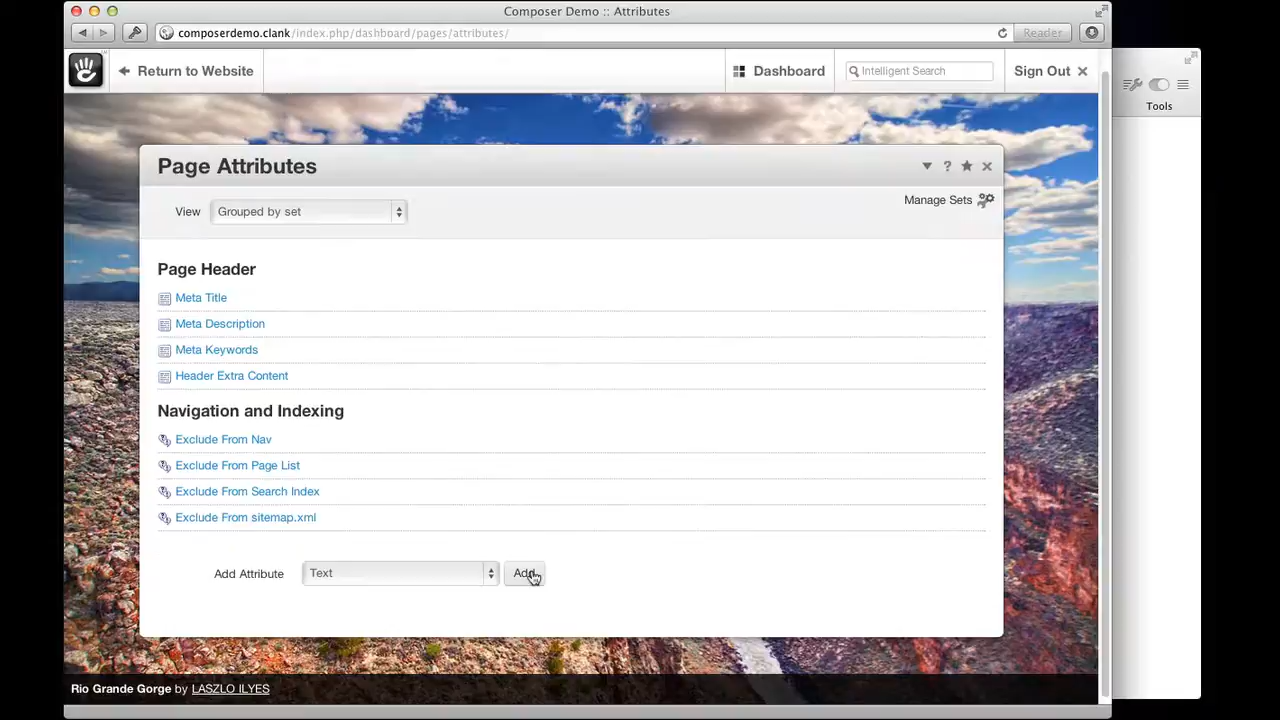 Composer Demo :: Attributes
composerdemo.clank/index.php/dashboard/pages/attributes/
Reader
Return to Website
Dashboard
Intelligent Search
Sign Out
Tools
Page Attributes
?
View
Grouped by set
Manage Sets
Page Header
Meta Title
Meta Description
Meta Keywords
Header Extra Content
Navigation and Indexing
Exclude From Nav
Exclude From Page List
Exclude From Search Index
Exclude From sitemap.xml
Add Attribute
Text
Add
Rio Grande Gorge by LASZLO ILYES